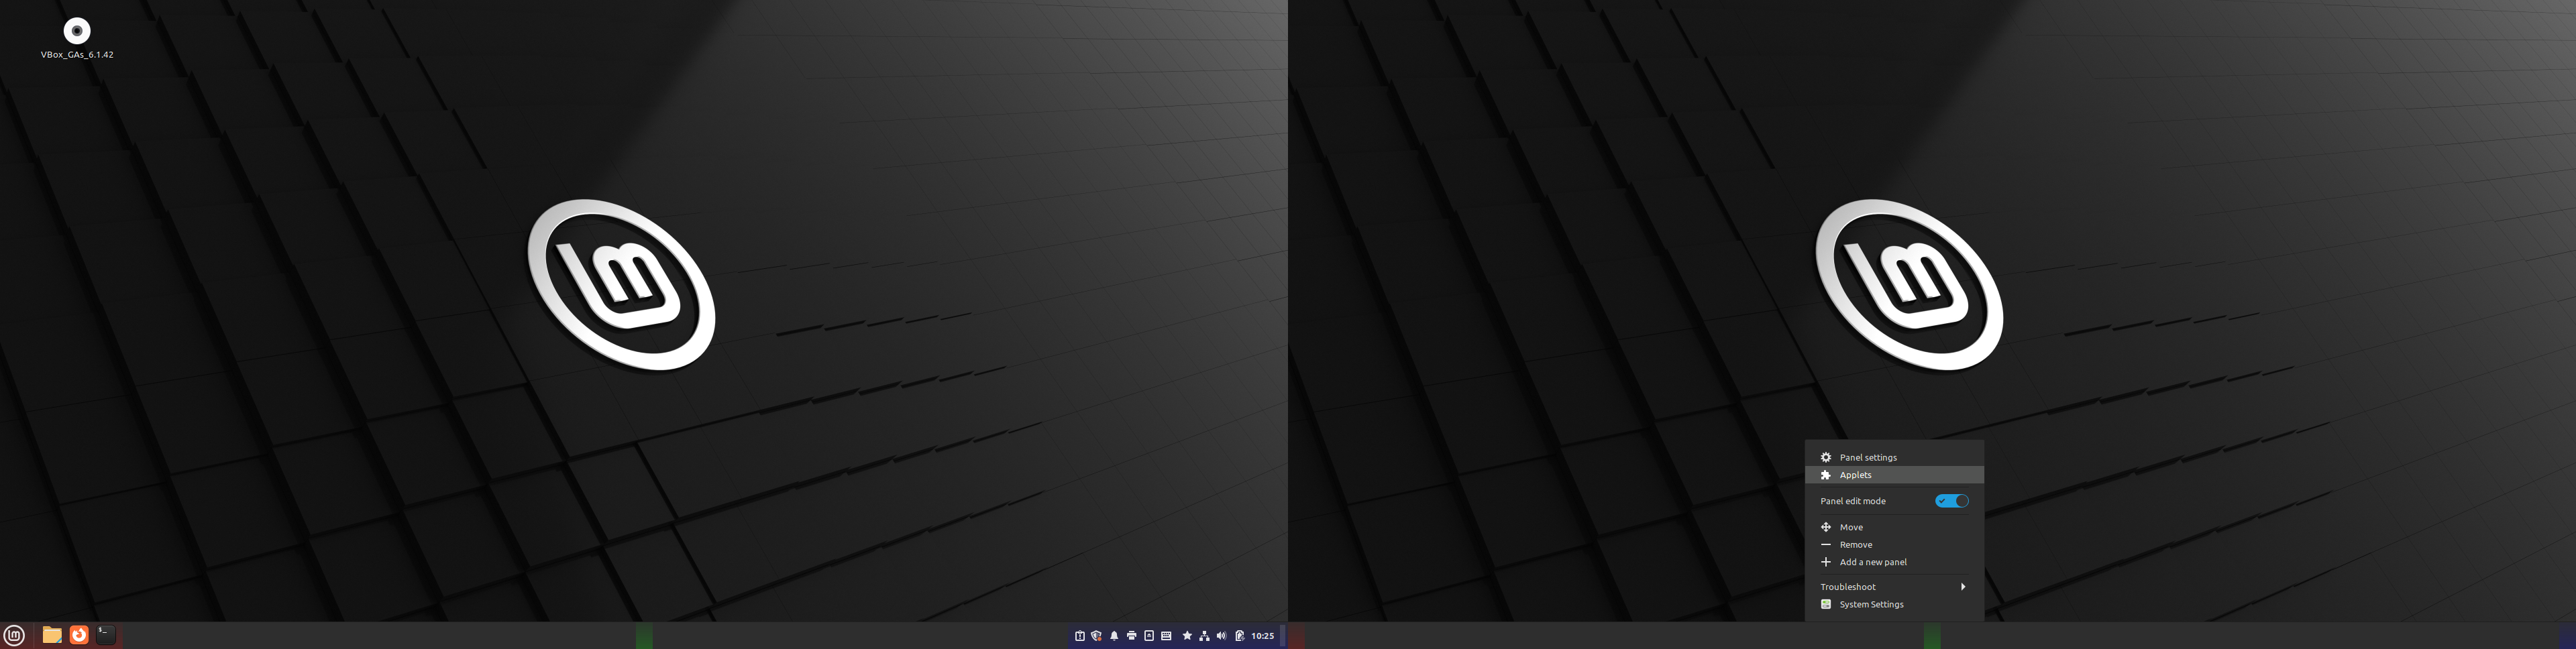 VBox_GAs_6.1.42
Panel settings
Applets
Panel edit mode
Move
Remove
Add a new panel
Troubleshoot
System Settings
10:25